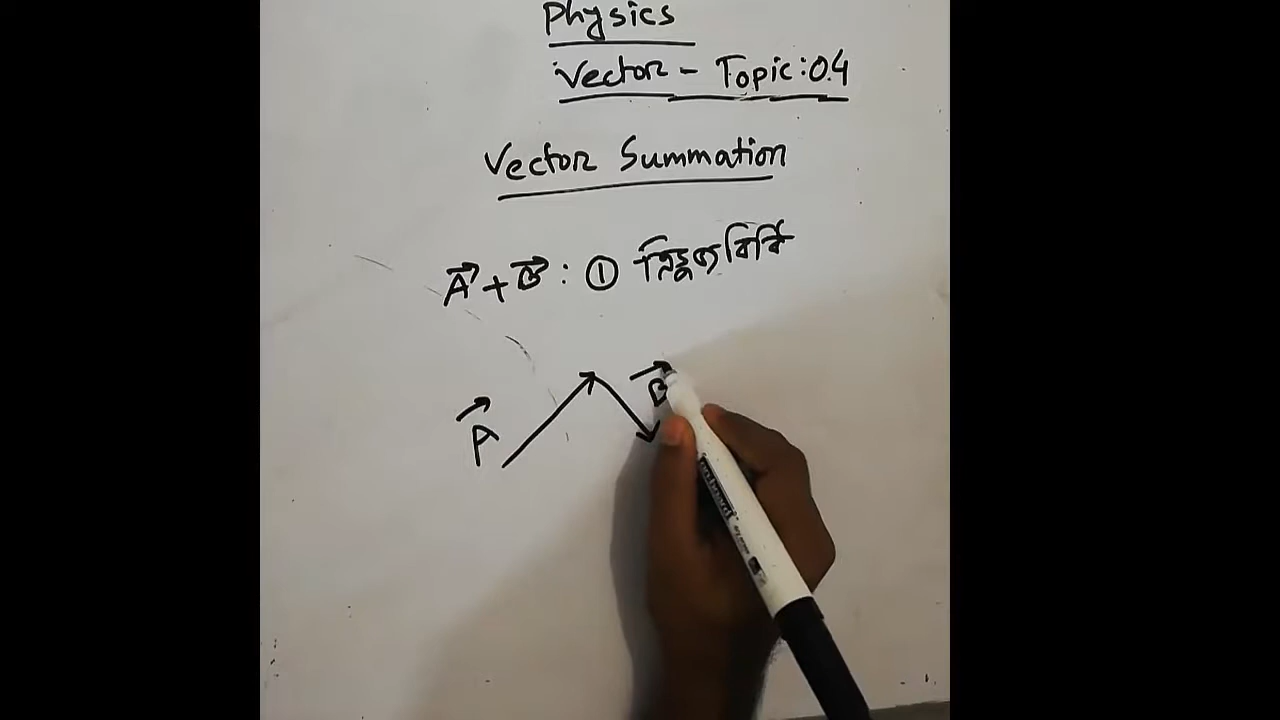 Physics
Vector - Topic: 04
Vector Summation
A + B : ① ত্রিভুজ বিধি
A
B